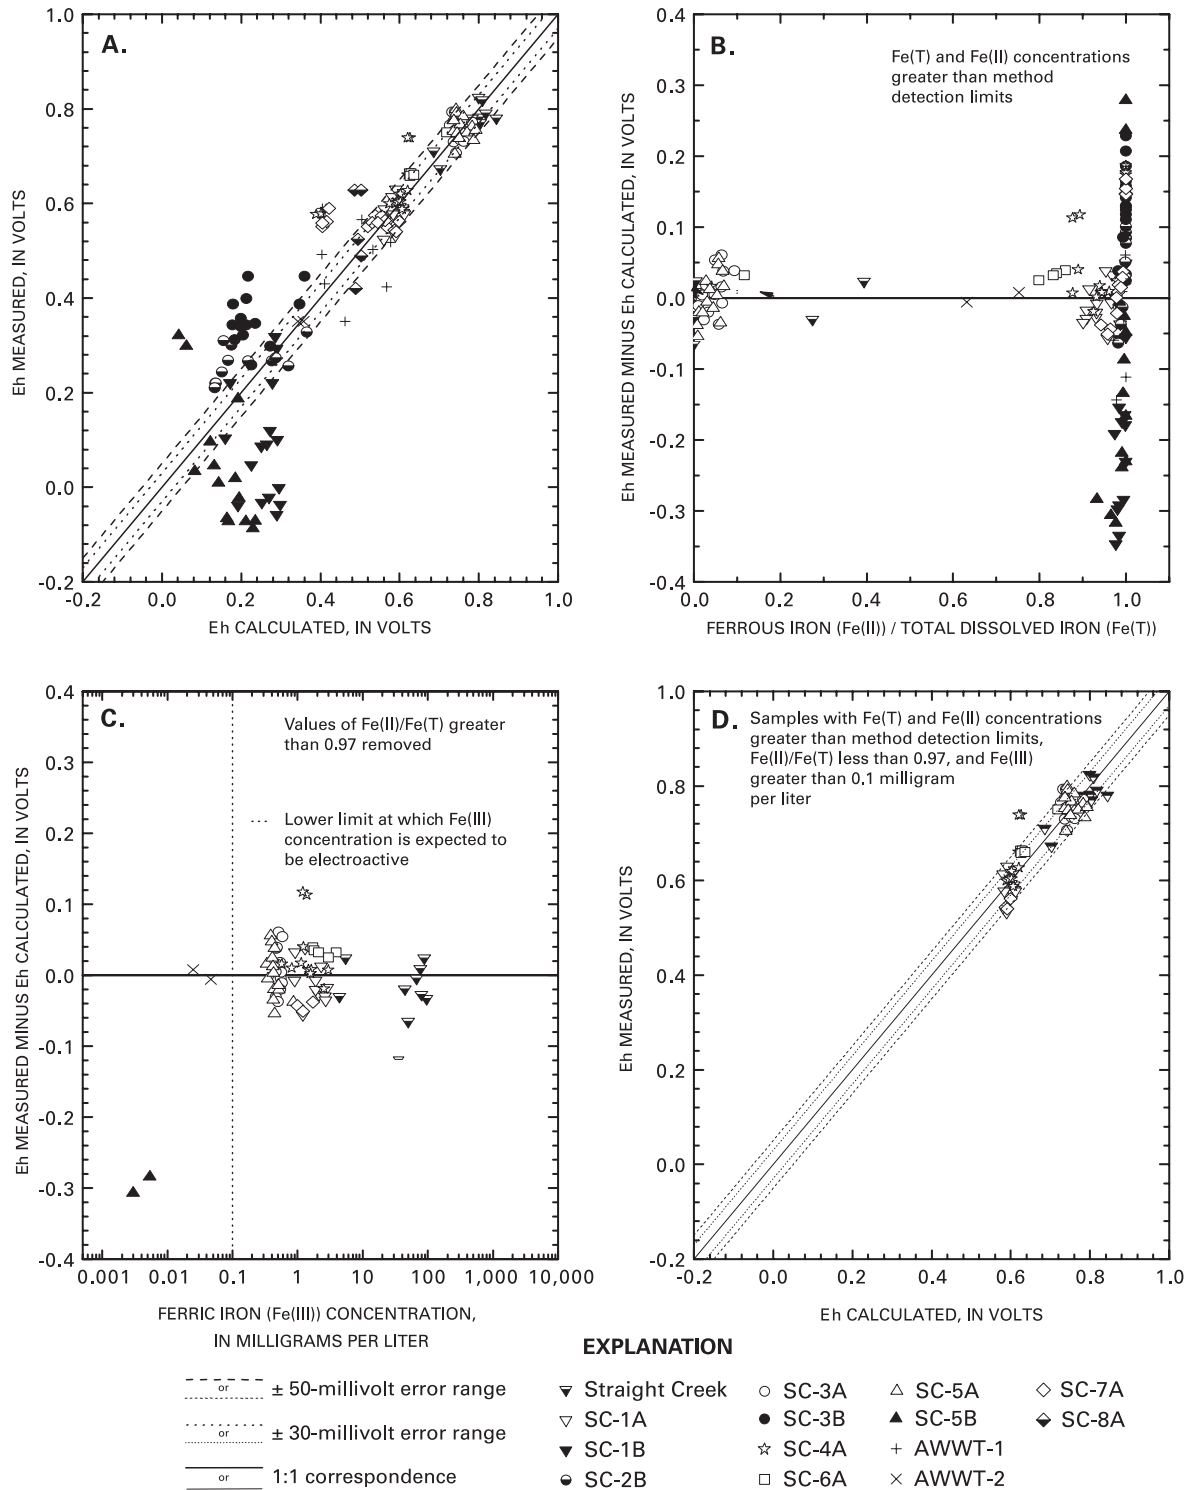 A.
Eh MEASURED, IN VOLTS
1.0
0.8
0.6
0.4
0.2
0.0
-0.2
-0.2 0.0 0.2 0.4 0.6 0.8 1.0
Eh CALCULATED, IN VOLTS
B.
Fe(T) and Fe(II) concentrations
greater than method
detection limits
Eh MEASURED MINUS Eh CALCULATED, IN VOLTS
0.4
0.3
0.2
0.1
0.0
-0.1
-0.2
-0.3
-0.4
0.0 0.2 0.4 0.6 0.8 1.0
FERROUS IRON (Fe(II)) / TOTAL DISSOLVED IRON (Fe(T))
C.
Values of Fe(II)/Fe(T) greater
than 0.97 removed
Lower limit at which Fe(III)
concentration is expected to
be electroactive
Eh MEASURED MINUS Eh CALCULATED, IN VOLTS
0.4
0.3
0.2
0.1
0.0
-0.1
-0.2
-0.3
-0.4
0.001 0.01 0.1 1 10 100 1,000 10,000
FERRIC IRON (Fe(III)) CONCENTRATION,
IN MILLIGRAMS PER LITER
D.
Samples with Fe(T) and Fe(II) concentrations
greater than method detection limits,
Fe(II)/Fe(T) less than 0.97, and Fe(III)
greater than 0.1 milligram
per liter
Eh MEASURED, IN VOLTS
1.0
0.8
0.6
0.4
0.2
0.0
-0.2
-0.2 0.0 0.2 0.4 0.6 0.8 1.0
Eh CALCULATED, IN VOLTS
EXPLANATION
or ± 50-millivolt error range
or ± 30-millivolt error range
or 1:1 correspondence
Straight Creek
SC-1A
SC-1B
SC-2B
SC-3A
SC-3B
SC-4A
SC-6A
SC-5A
SC-5B
AWWT-1
AWWT-2
SC-7A
SC-8A